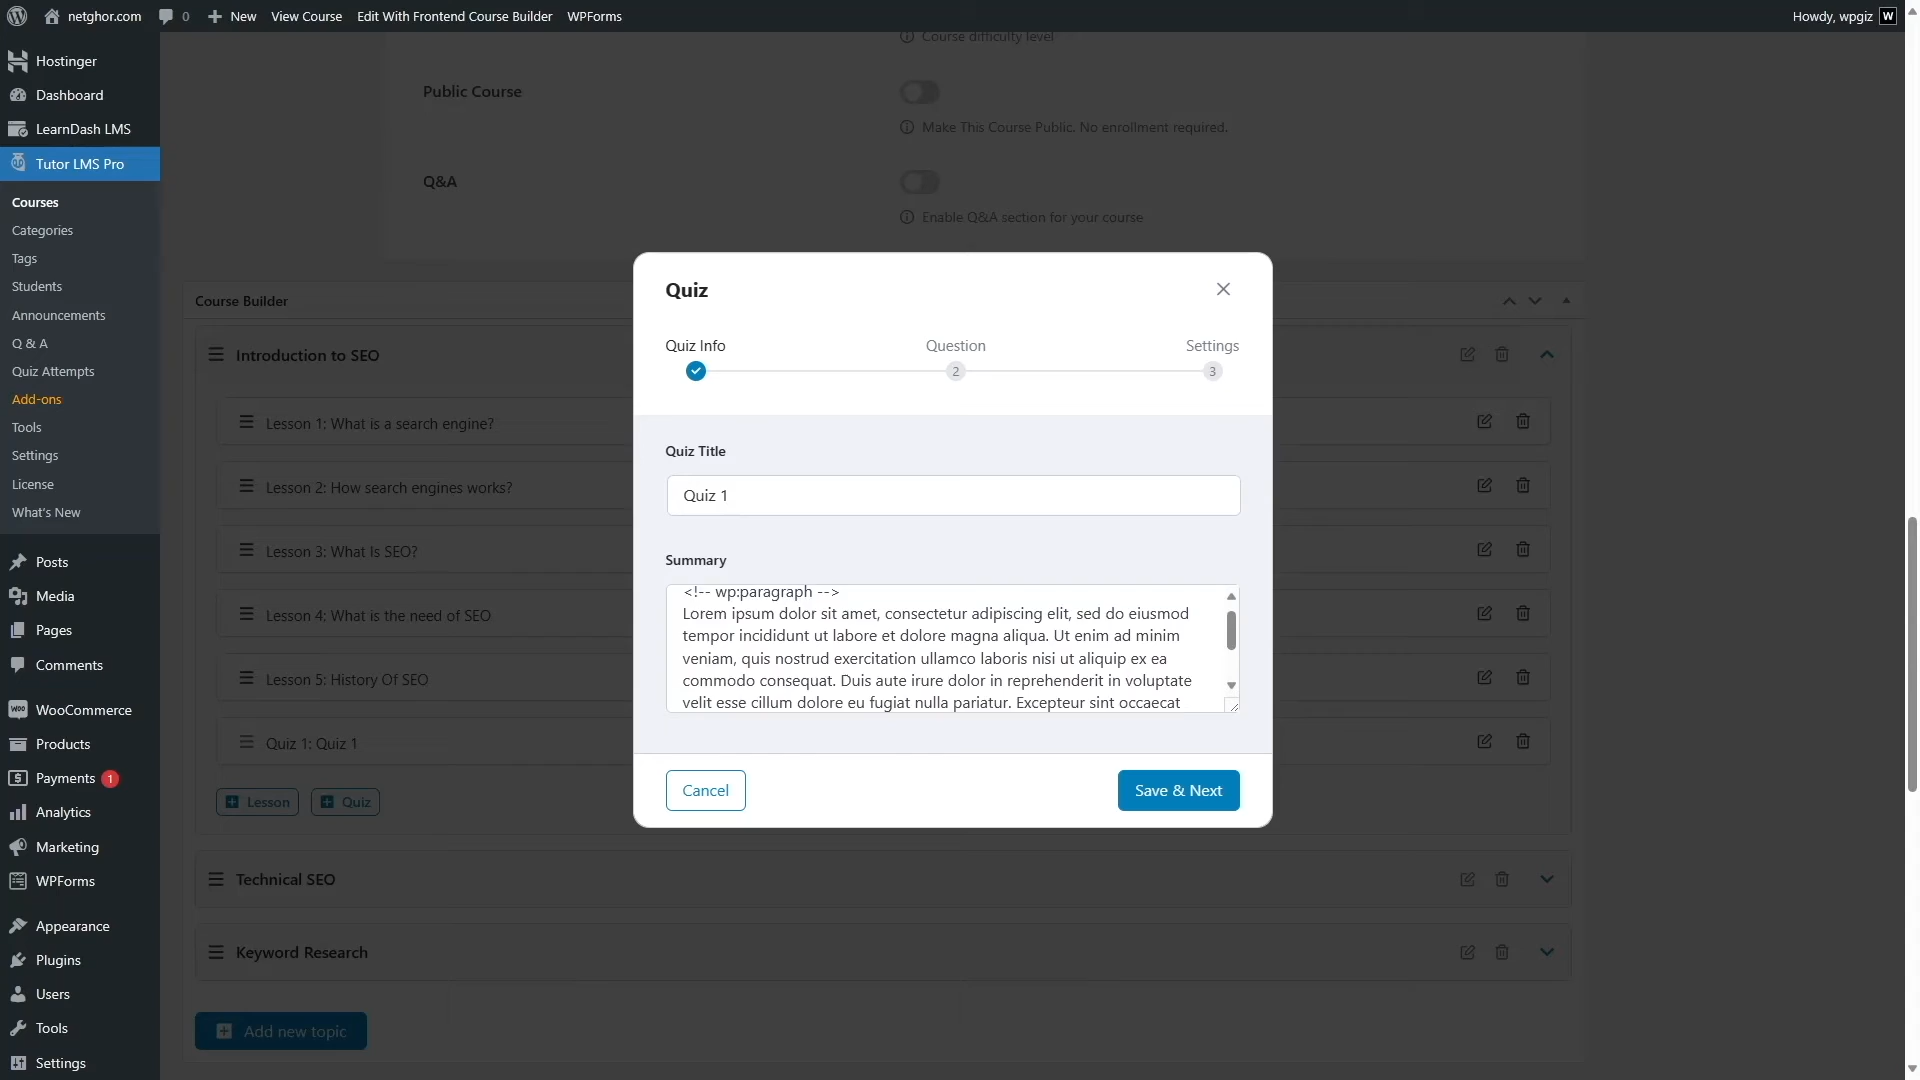 netghor.com
0
New
View Course
Edit With Frontend Course Builder
WPForms
Howdy, wpgiz
W
Hostinger
Dashboard
LearnDash LMS
Tutor LMS Pro
Courses
Categories
Tags
Students
Announcements
Q & A
Quiz Attempts
Add-ons
Tools
Settings
License
What's New
Posts
Media
Pages
Comments
WooCommerce
Products
Payments 1
Analytics
Marketing
WPForms
Appearance
Plugins
Users
Tools
Settings
Course difficulty level
Public Course
Make This Course Public. No enrollment required.
Q&A
Enable Q&A section for your course
Course Builder
Introduction to SEO
Lesson 1: What is a search engine?
Lesson 2: How search engines works?
Lesson 3: What Is SEO?
Lesson 4: What is the need of SEO
Lesson 5: History Of SEO
Quiz 1: Quiz 1
Lesson
Quiz
Technical SEO
Keyword Research
Add new topic
Quiz
Quiz Info
Question
Settings
2
3
Quiz Title
Quiz 1
Summary
<!-- wp:paragraph -->
Lorem ipsum dolor sit amet, consectetur adipiscing elit, sed do eiusmod
tempor incididunt ut labore et dolore magna aliqua. Ut enim ad minim
veniam, quis nostrud exercitation ullamco laboris nisi ut aliquip ex ea
commodo consequat. Duis aute irure dolor in reprehenderit in voluptate
velit esse cillum dolore eu fugiat nulla pariatur. Excepteur sint occaecat
Cancel
Save & Next